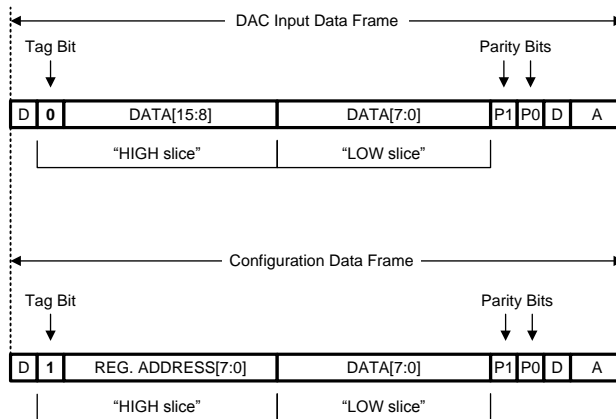 DAC Input Data Frame
Tag Bit Parity Bits
D 0 DATA[15:8] DATA[7:0] P1 P0 D A
“HIGH slice” “LOW slice”
Configuration Data Frame
Tag Bit Parity Bits
D 1 REG. ADDRESS[7:0] DATA[7:0] P1 P0 D A
“HIGH slice” “LOW slice”